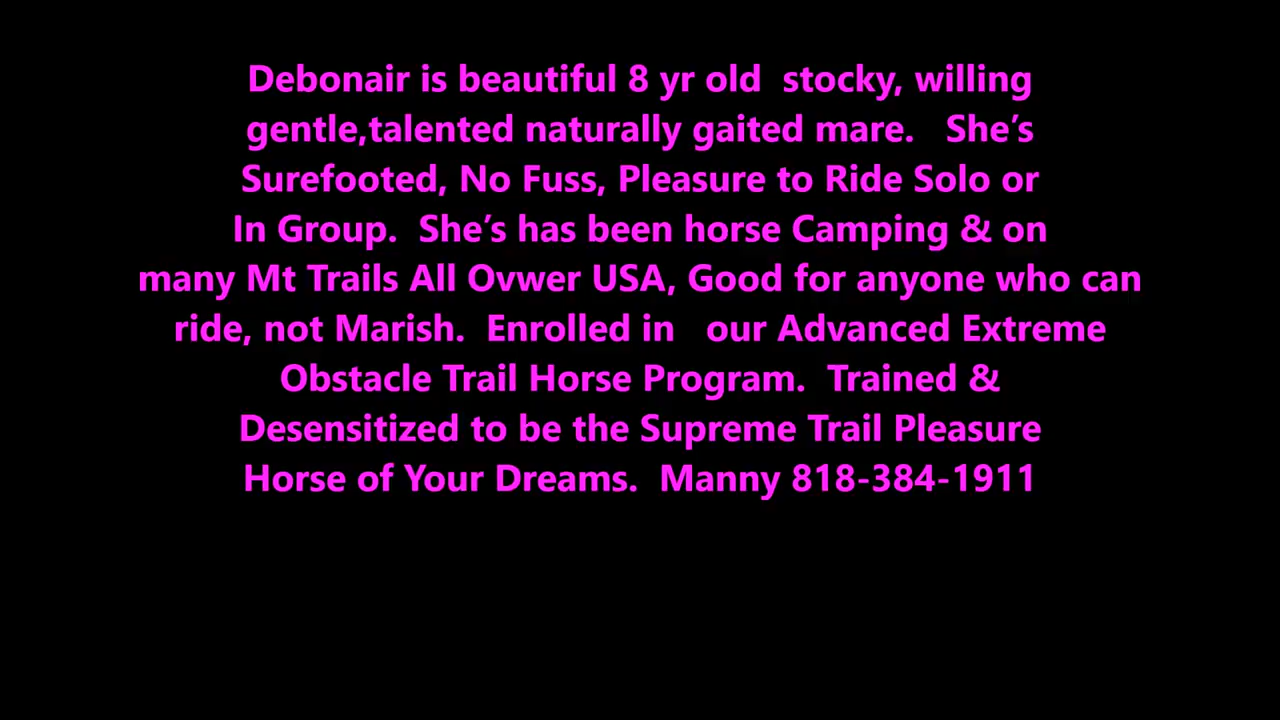 Debonair is beautiful 8 yr old  stocky, willing
gentle,talented naturally gaited mare.   She’s
Surefooted, No Fuss, Pleasure to Ride Solo or
In Group.  She’s has been horse Camping & on
many Mt Trails All Ovwer USA, Good for anyone who can
ride, not Marish.  Enrolled in   our Advanced Extreme
Obstacle Trail Horse Program.  Trained &
Desensitized to be the Supreme Trail Pleasure
Horse of Your Dreams.  Manny 818-384-1911